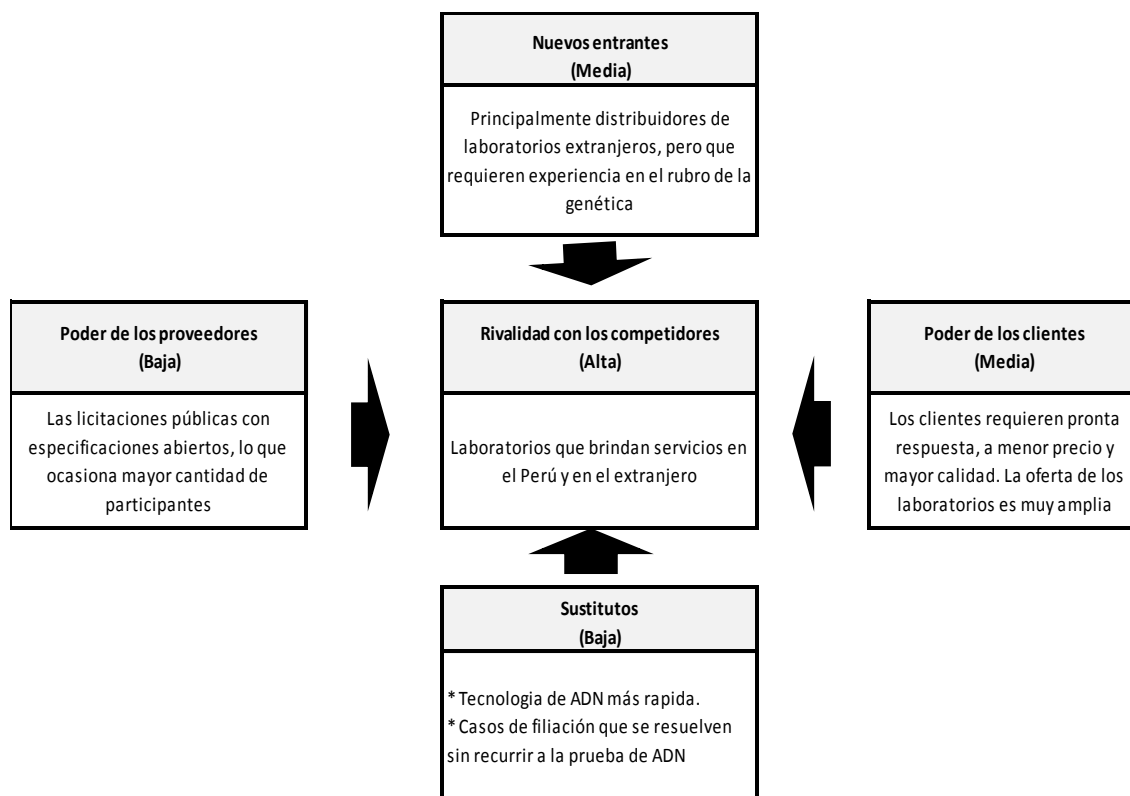 Nuevos entrantes
(Media)
Principalmente distribuidores de
laboratorios extranjeros, pero que
requieren experiencia en el rubro de la
genética
Poder de los proveedores
(Baja)
Las licitaciones públicas con
especificaciones abiertos, lo que
ocasiona mayor cantidad de
participantes
Rivalidad con los competidores
(Alta)
Laboratorios que brindan servicios en
el Perú y en el extranjero
Poder de los clientes
(Media)
Los clientes requieren pronta
respuesta, a menor precio y
mayor calidad. La oferta de los
laboratorios es muy amplia
Sustitutos
(Baja)
* Tecnologia de ADN más rapida.
* Casos de filiación que se resuelven
sin recurrir a la prueba de ADN